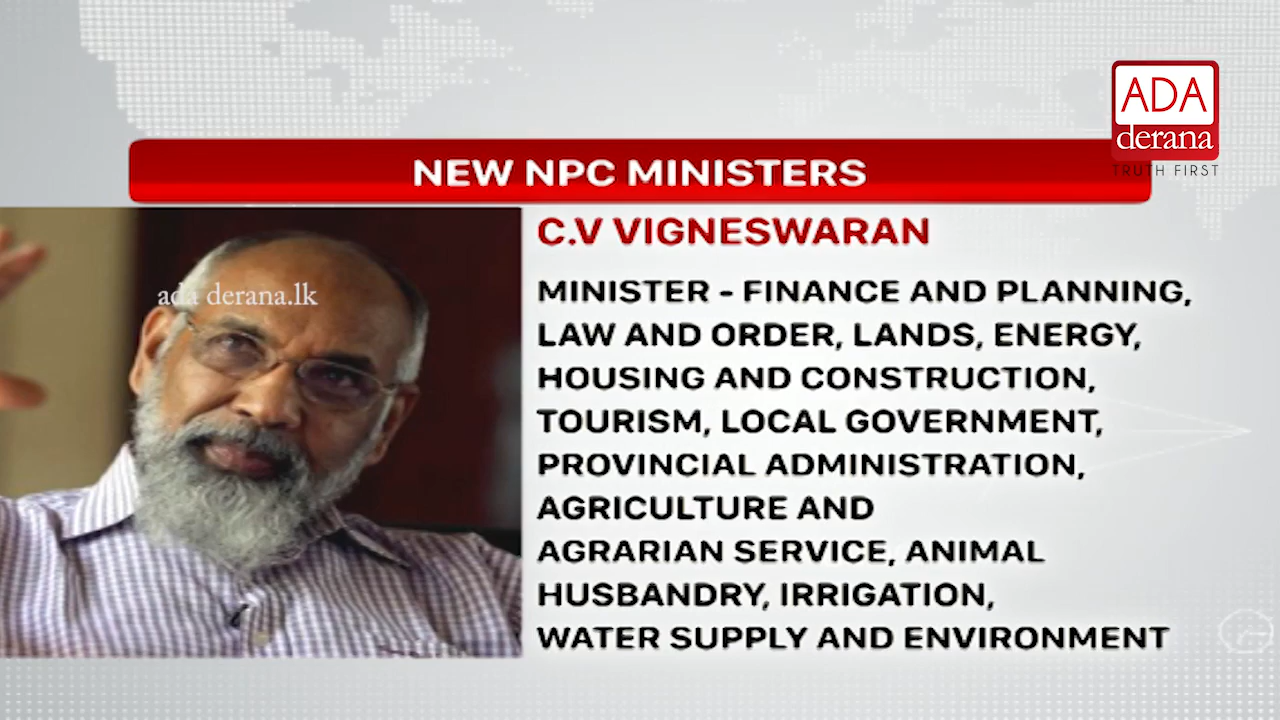 ADA
derana
TRUTH FIRST
NEW NPC MINISTERS
C.V VIGNESWARAN
ada derana.lk
MINISTER - FINANCE AND PLANNING,
LAW AND ORDER, LANDS, ENERGY,
HOUSING AND CONSTRUCTION,
TOURISM, LOCAL GOVERNMENT,
PROVINCIAL ADMINISTRATION,
AGRICULTURE AND
AGRARIAN SERVICE, ANIMAL
HUSBANDRY, IRRIGATION,
WATER SUPPLY AND ENVIRONMENT